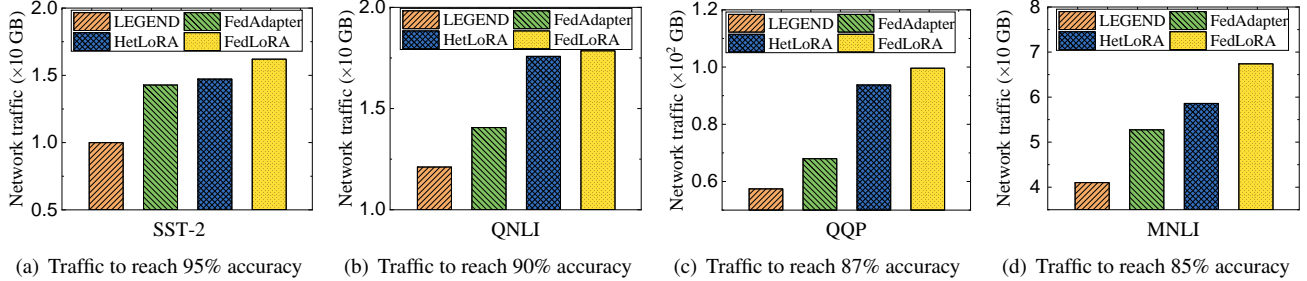 Network traffic (×10 GB)
2.0
1.5
1.0
0.5
LEGEND FedAdapter
HetLoRA FedLoRA
SST-2
(a) Traffic to reach 95% accuracy
Network traffic (×10 GB)
2.0
1.75
1.5
1.0
LEGEND FedAdapter
HetLoRA FedLoRA
QNLI
(b) Traffic to reach 90% accuracy
Network traffic (×10² GB)
1.2
1.0
0.8
0.6
LEGEND FedAdapter
HetLoRA FedLoRA
QQP
(c) Traffic to reach 87% accuracy
Network traffic (×10 GB)
8
7
6
5
4
LEGEND FedAdapter
HetLoRA FedLoRA
MNLI
(d) Traffic to reach 85% accuracy